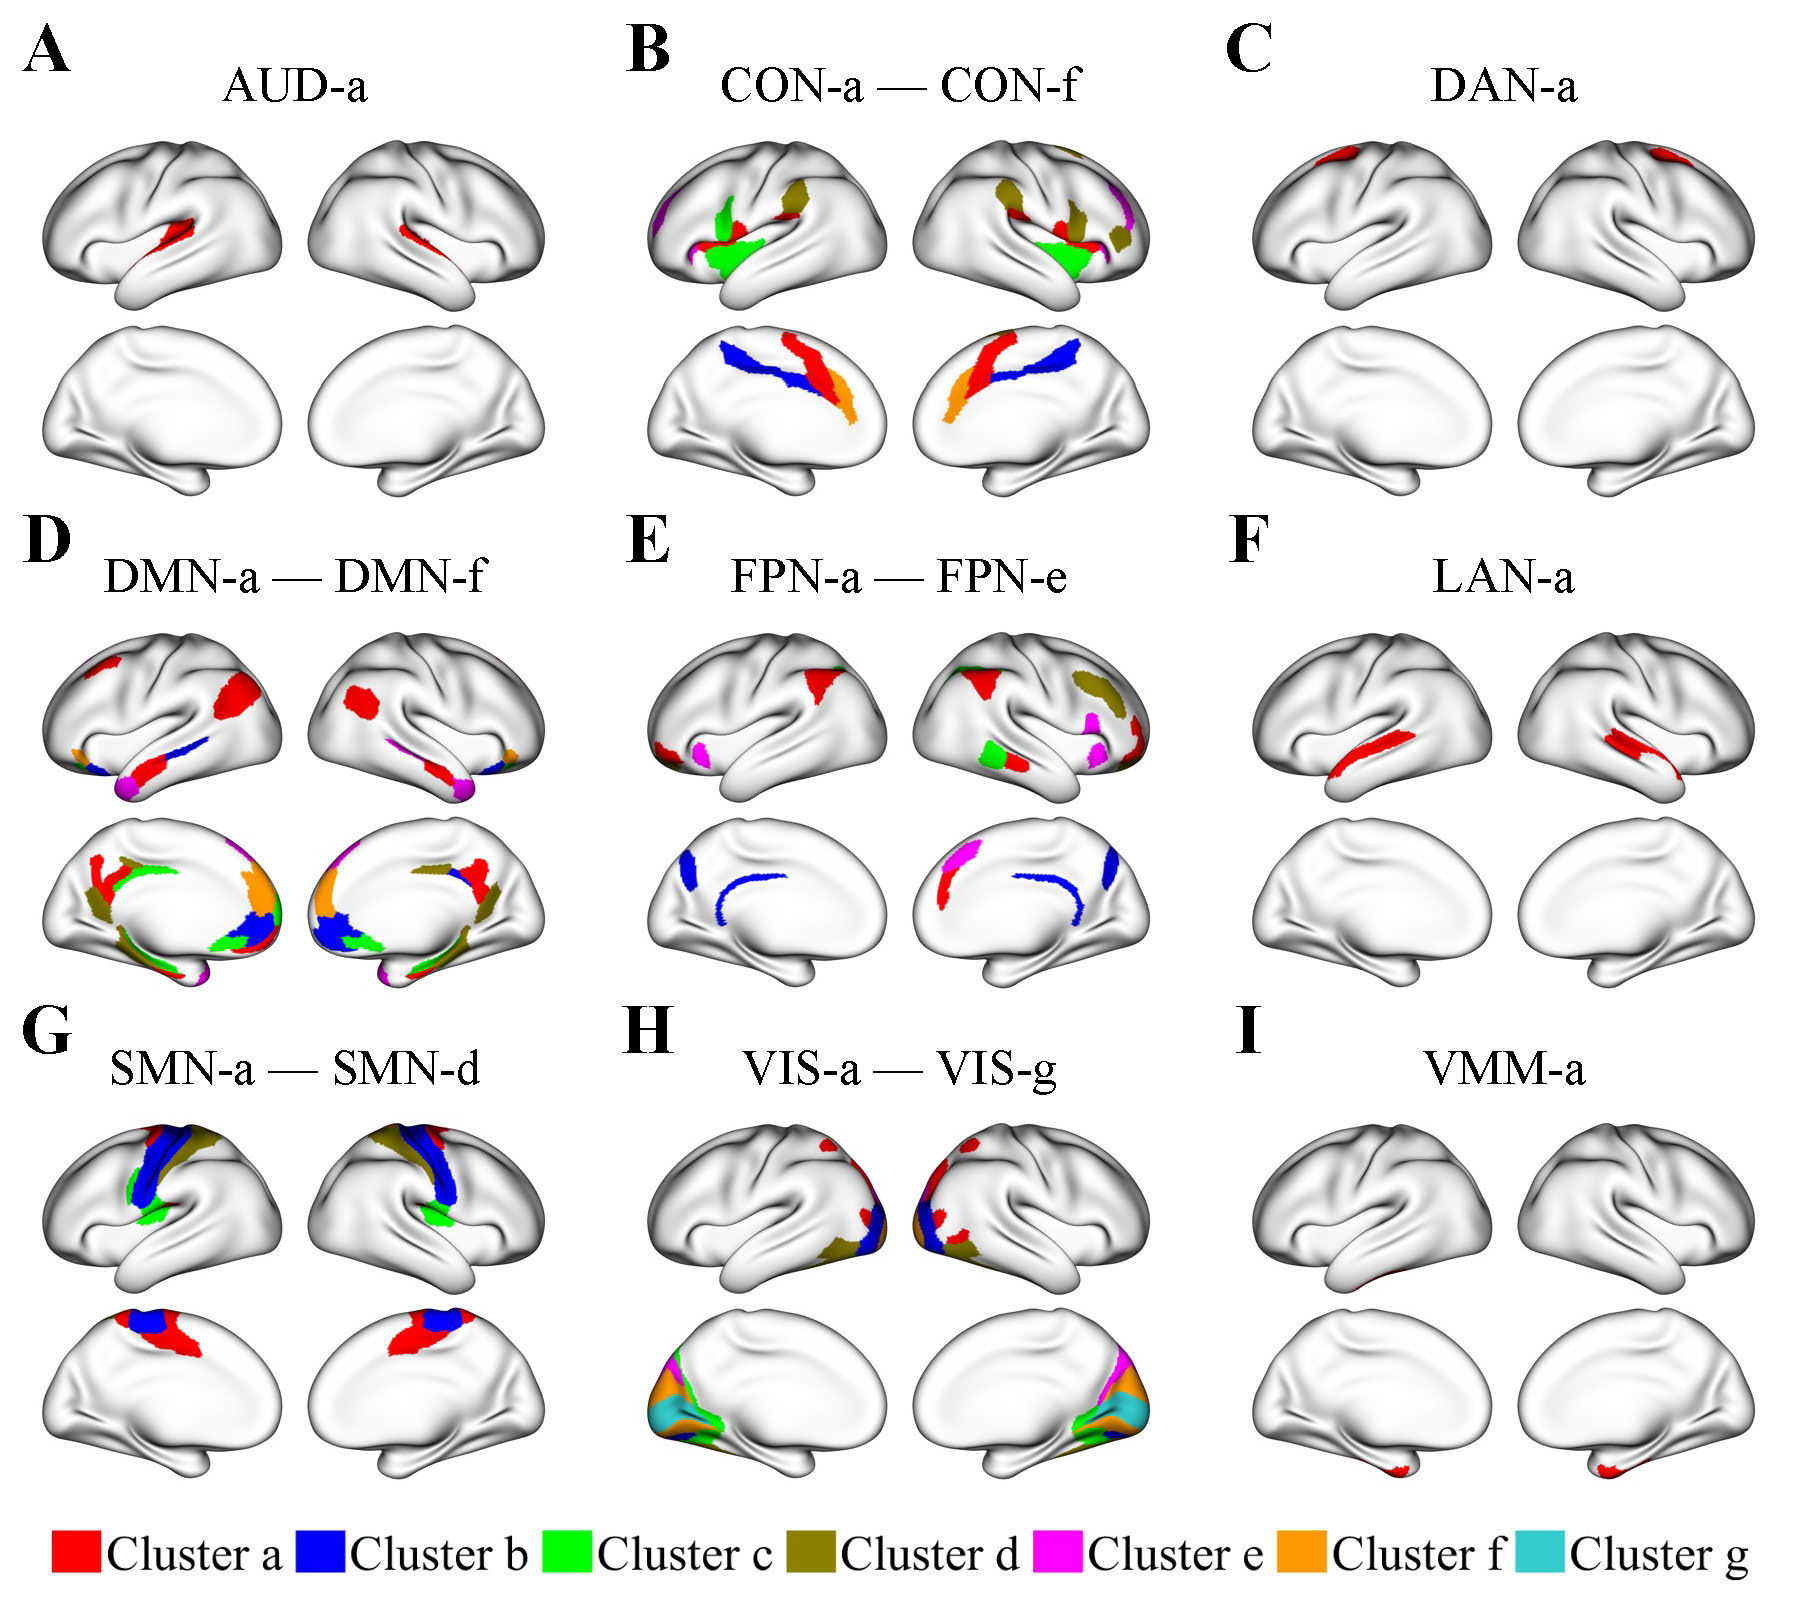 A
AUD-a
B
CON-a — CON-f
C
DAN-a
D
DMN-a — DMN-f
E
FPN-a — FPN-e
F
LAN-a
G
SMN-a — SMN-d
H
VIS-a — VIS-g
I
VMM-a
Cluster a Cluster b Cluster c Cluster d Cluster e Cluster f Cluster g